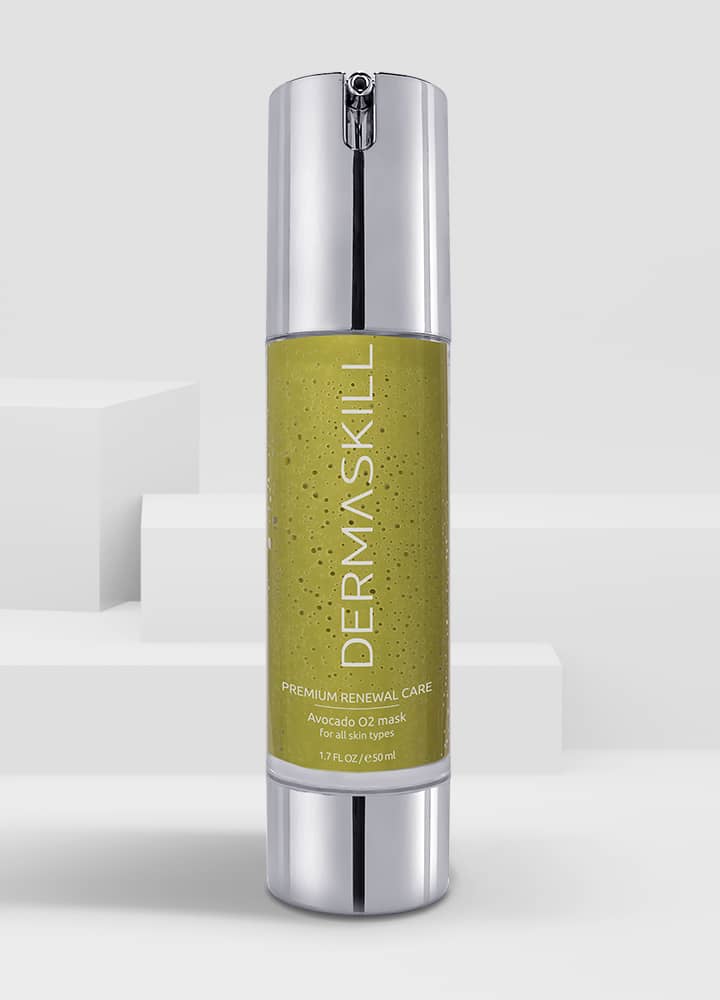 DERMASKILL
PREMIUM RENEWAL CARE
Avocado O2 mask
for all skin types
1.7 FL OZ / ℮50 ml